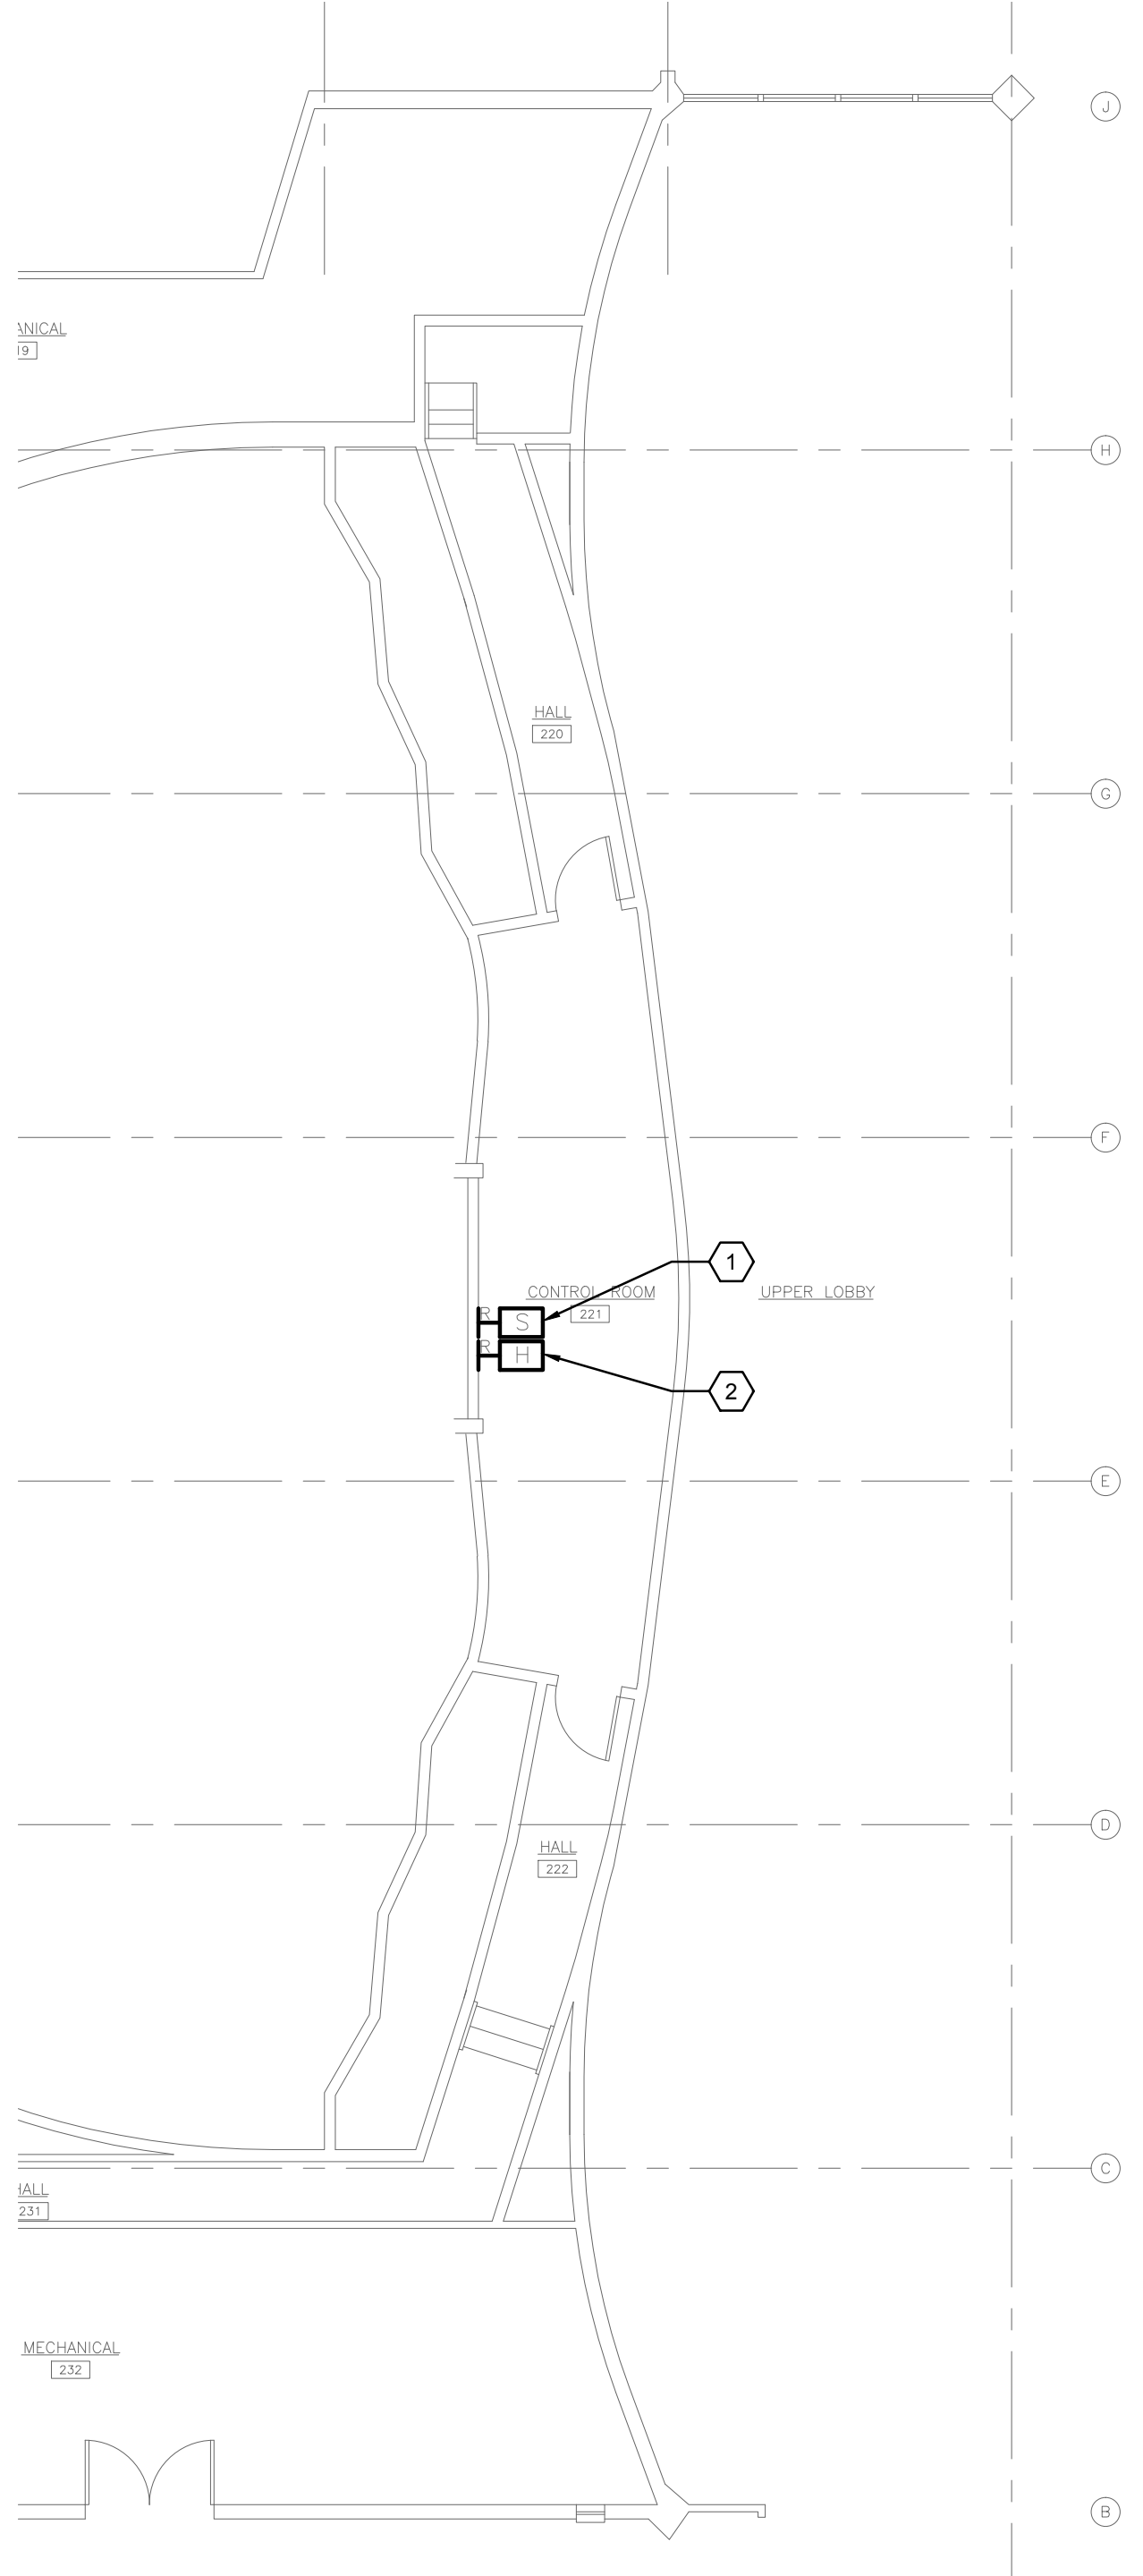 J
ANICAL
19
H
HALL
220
G
F
1
CONTROL ROOM
UPPER LOBBY
221
R
S
R
H
2
E
D
HALL
222
C
HALL
231
MECHANICAL
232
B